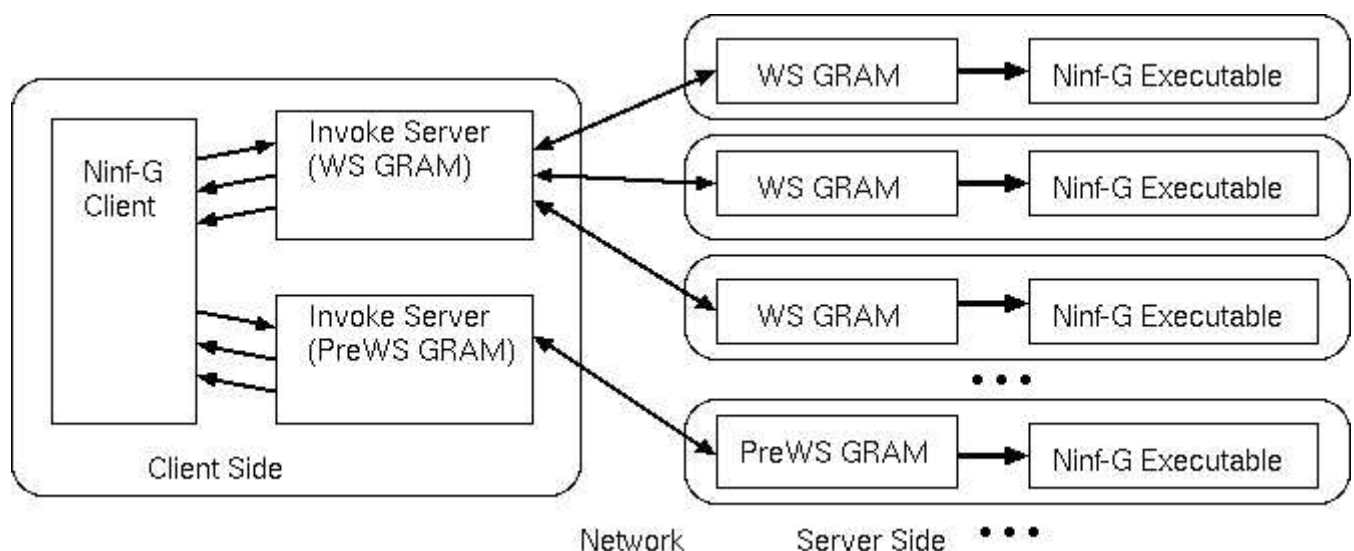 Ninf-G
Client
Invoke Server
(WS GRAM)
Invoke Server
(PreWS GRAM)
Client Side
WS GRAM
Ninf-G Executable
WS GRAM
Ninf-G Executable
WS GRAM
Ninf-G Executable
• • •
PreWS GRAM
Ninf-G Executable
Network
Server Side
• • •